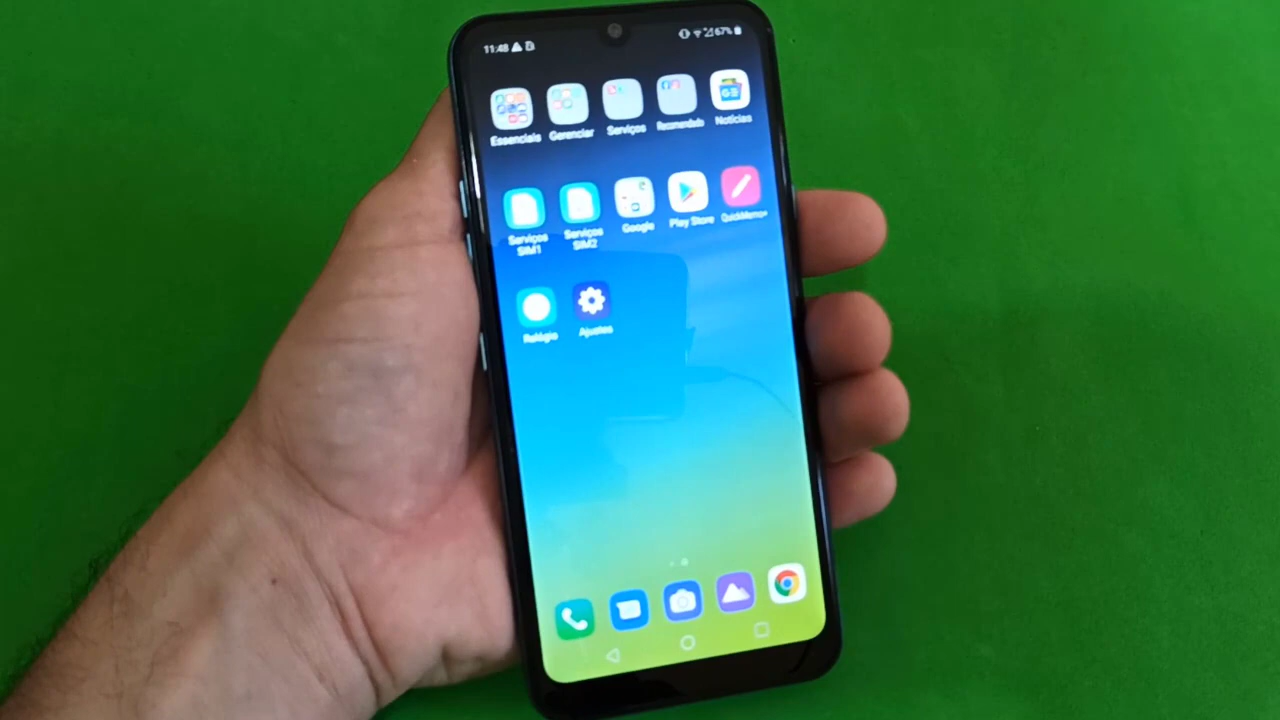 11:48
67%
Essenciais Gerenciar Serviços Recomendado Notícias
Serviços SIM1 Serviços SIM2 Google Play Store QuickMemo+
Relógio Ajustes